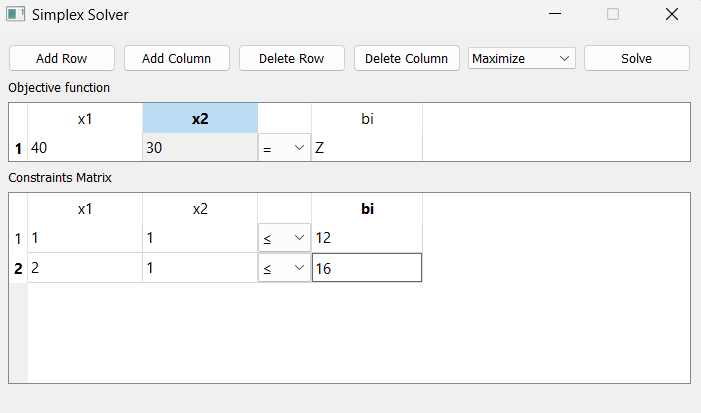 Simplex Solver
Add Row Add Column Delete Row Delete Column Maximize Solve
Objective function
x1 x2 bi
1 40 30 = Z
Constraints Matrix
x1 x2 bi
1 1 1 ≤ 12
2 2 1 ≤ 16